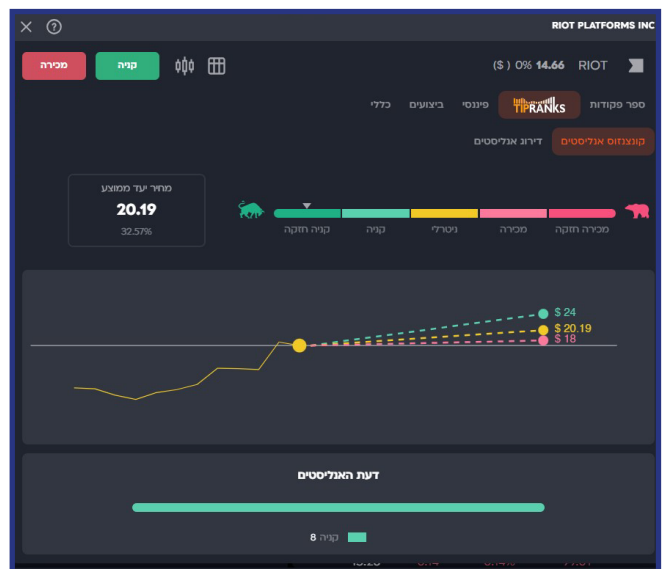 RIOT PLATFORMS INC
RIOT 14.66 0% ( $)
קניה
מכירה
ספר פקודות
TIPRANKS
פיננסי
ביצועים
כללי
קונצנזוס אנליסטים
דירוג אנליסטים
מחיר יעד ממוצע
20.19
32.57%
מכירה חזקה
מכירה
ניטרלי
קניה
קניה חזקה
$ 24
$ 20.19
$ 18
דעת האנליסטים
קניה 8